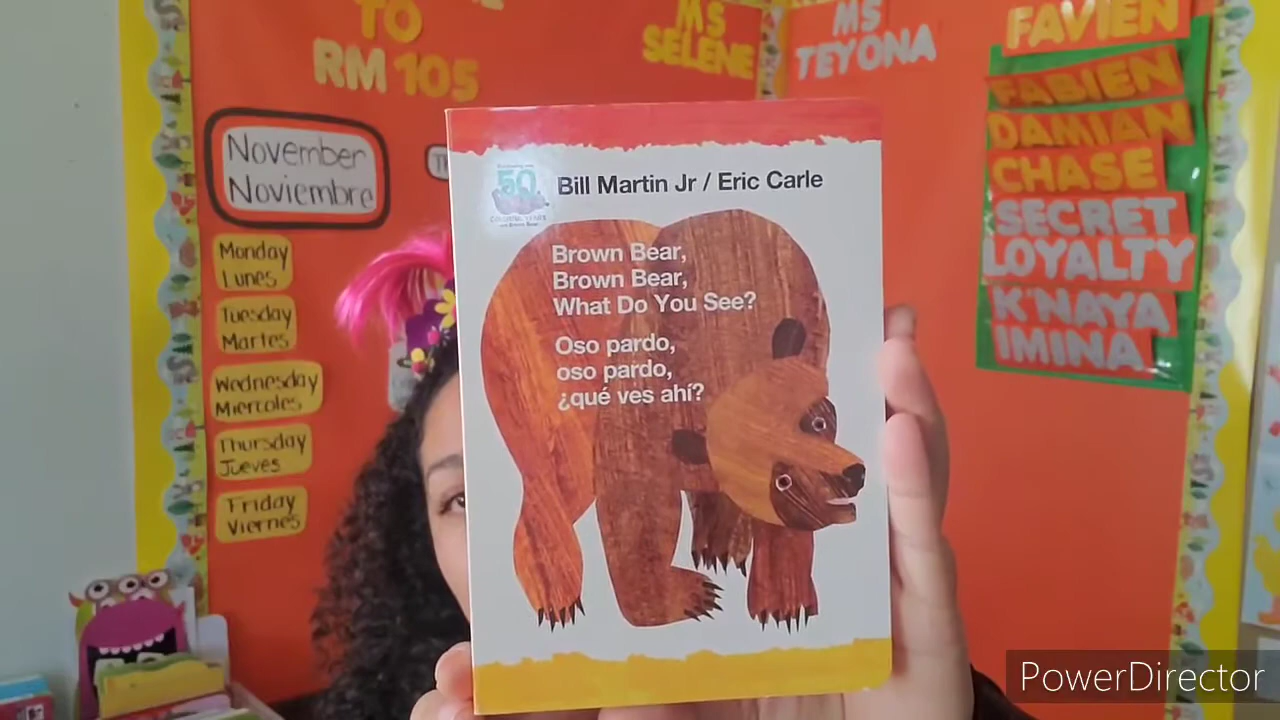 TO
RM 105
MS
SELENE
MS
TEYONA
FAVIEN
FABIEN
DAMIAN
CHASE
SECRET
LOYALTY
K'NAYA
IMINA
November
Noviembre
Monday
Lunes
Tuesday
Martes
Wednesday
Miercoles
Thursday
Jueves
Friday
Viernes
50
Bill Martin Jr / Eric Carle
Brown Bear,
Brown Bear,
What Do You See?
Oso pardo,
oso pardo,
¿qué ves ahí?
PowerDirector